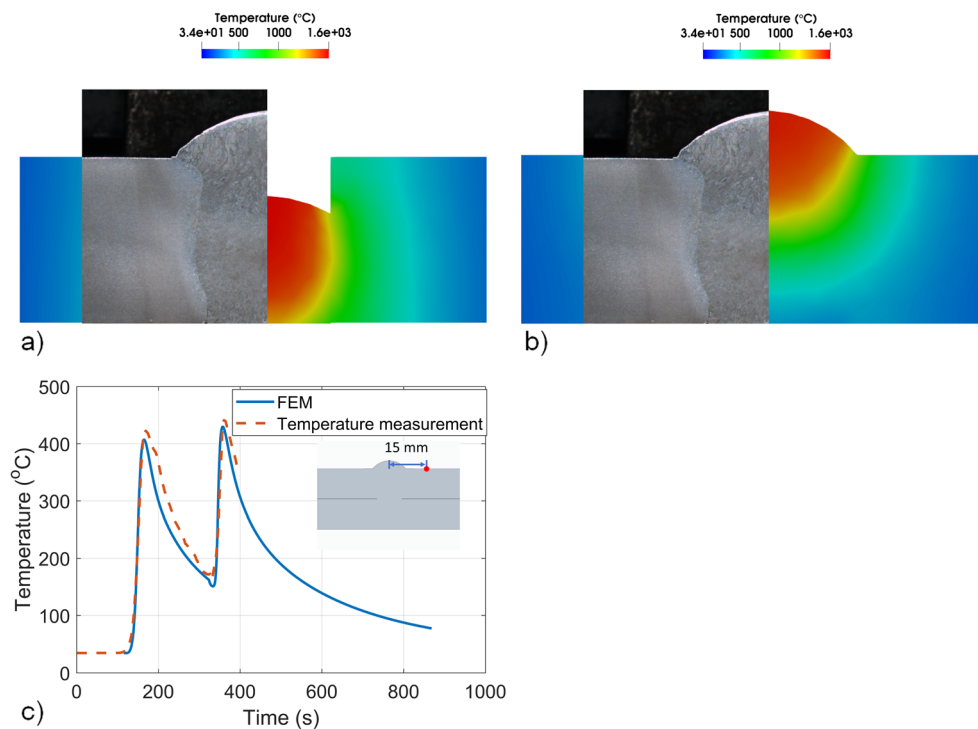 Temperature (°C)
3.4e+01 500 1000 1.6e+03
Temperature (°C)
3.4e+01 500 1000 1.6e+03
a)
b)
500
400
300
200
100
0
Temperature (°C)
FEM
Temperature measurement
15 mm
0 200 400 600 800 1000
Time (s)
c)